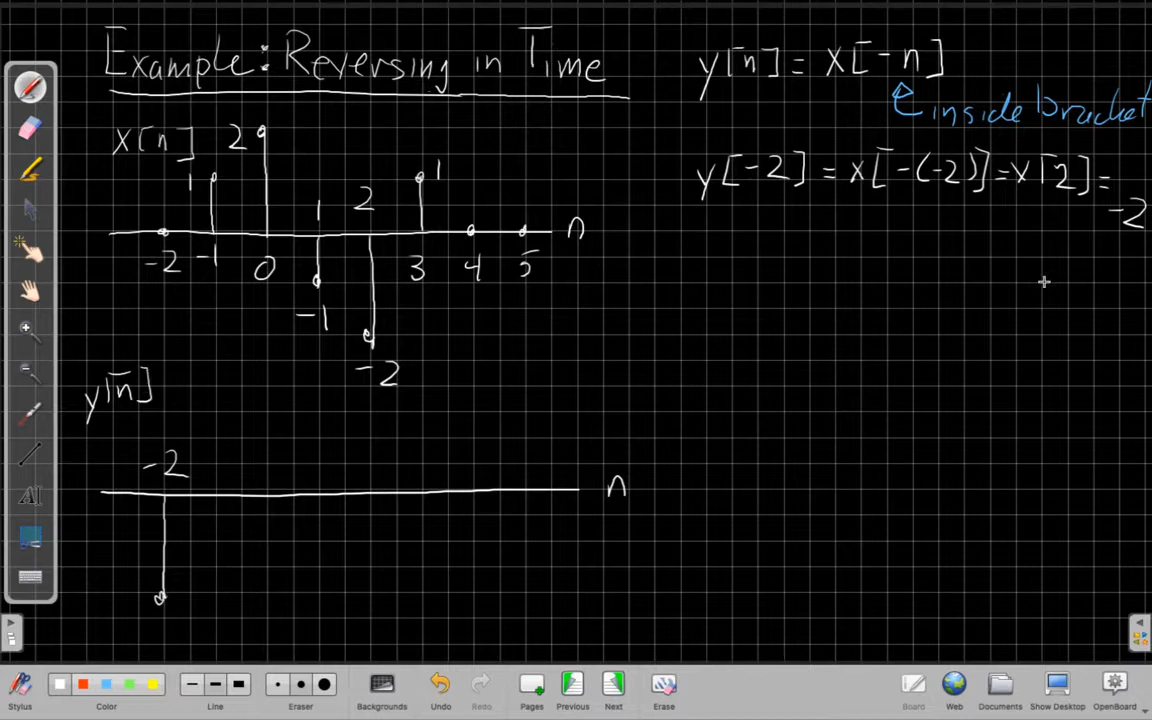 Example: Reversing in Time
y[n] = x[-n]
inside bracket
x[n] 2
1 1
y[-2] = x[-(-2)] = x[2] =
-2
1 2
n
-2 -1 0 3 4 5
-1
-2
y[n]
-2
n
Stylus Color Line Eraser Backgrounds Undo Redo Pages Previous Next Erase Board Web Documents Show Desktop OpenBoard